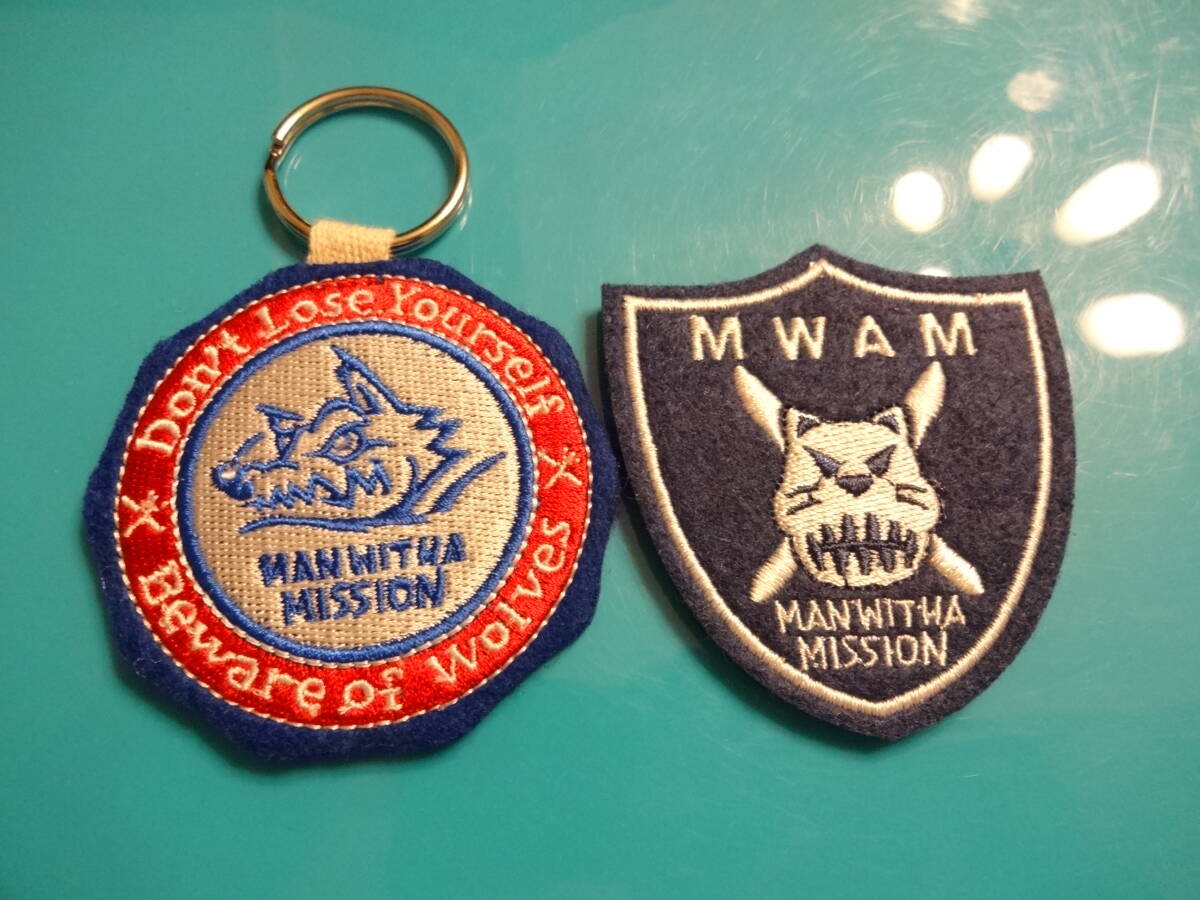 Don't Lose Yourself
MAN WITH A
MISSION
Beware of Wolves
MWAM
MAN WITH A
MISSION